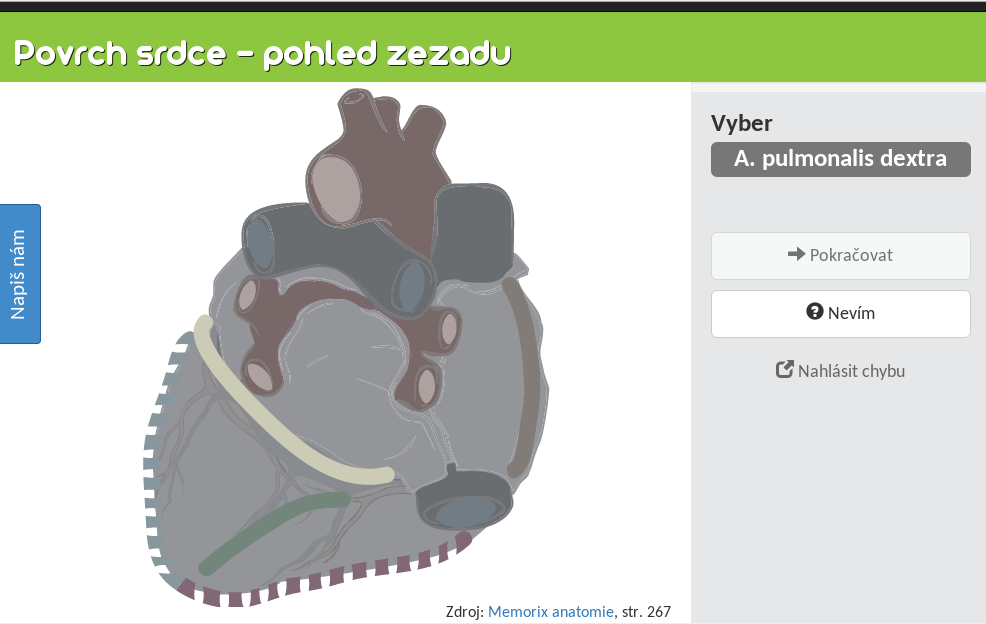 Povrch srdce - pohled zezadu
Napiš nám
Vyber
A. pulmonalis dextra
Pokračovat
Nevím
Nahlásit chybu
Zdroj: Memorix anatomie, str. 267